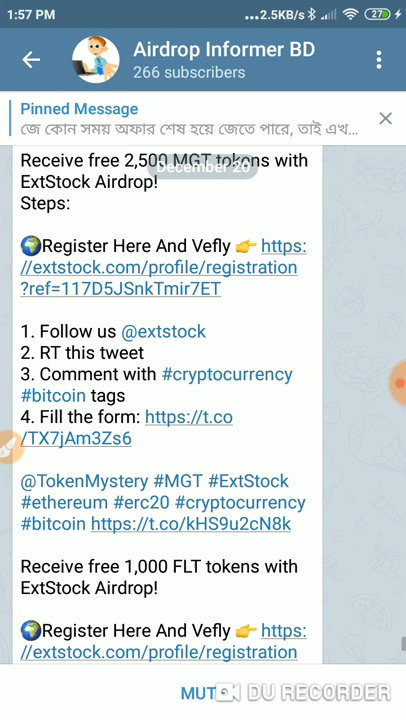 1:57 PM
...2.5KB/s
27
Airdrop Informer BD
266 subscribers
Pinned Message
জে কোন সময় অফার শেষ হয়ে জেতে পারে, তাই এখ...
Receive free 2,500 MGT tokens with
December 20
ExtStock Airdrop!
Steps:
🌍Register Here And Vefly 👉 https:
//extstock.com/profile/registration
?ref=117D5JSnkTmir7ET
1. Follow us @extstock
2. RT this tweet
3. Comment with #cryptocurrency
#bitcoin tags
4. Fill the form: https://t.co
/TX7jAm3Zs6
@TokenMystery #MGT #ExtStock
#ethereum #erc20 #cryptocurrency
#bitcoin https://t.co/kHS9u2cN8k
Receive free 1,000 FLT tokens with
ExtStock Airdrop!
🌍Register Here And Vefly 👉 https:
//extstock.com/profile/registration
MUTE
DU RECORDER